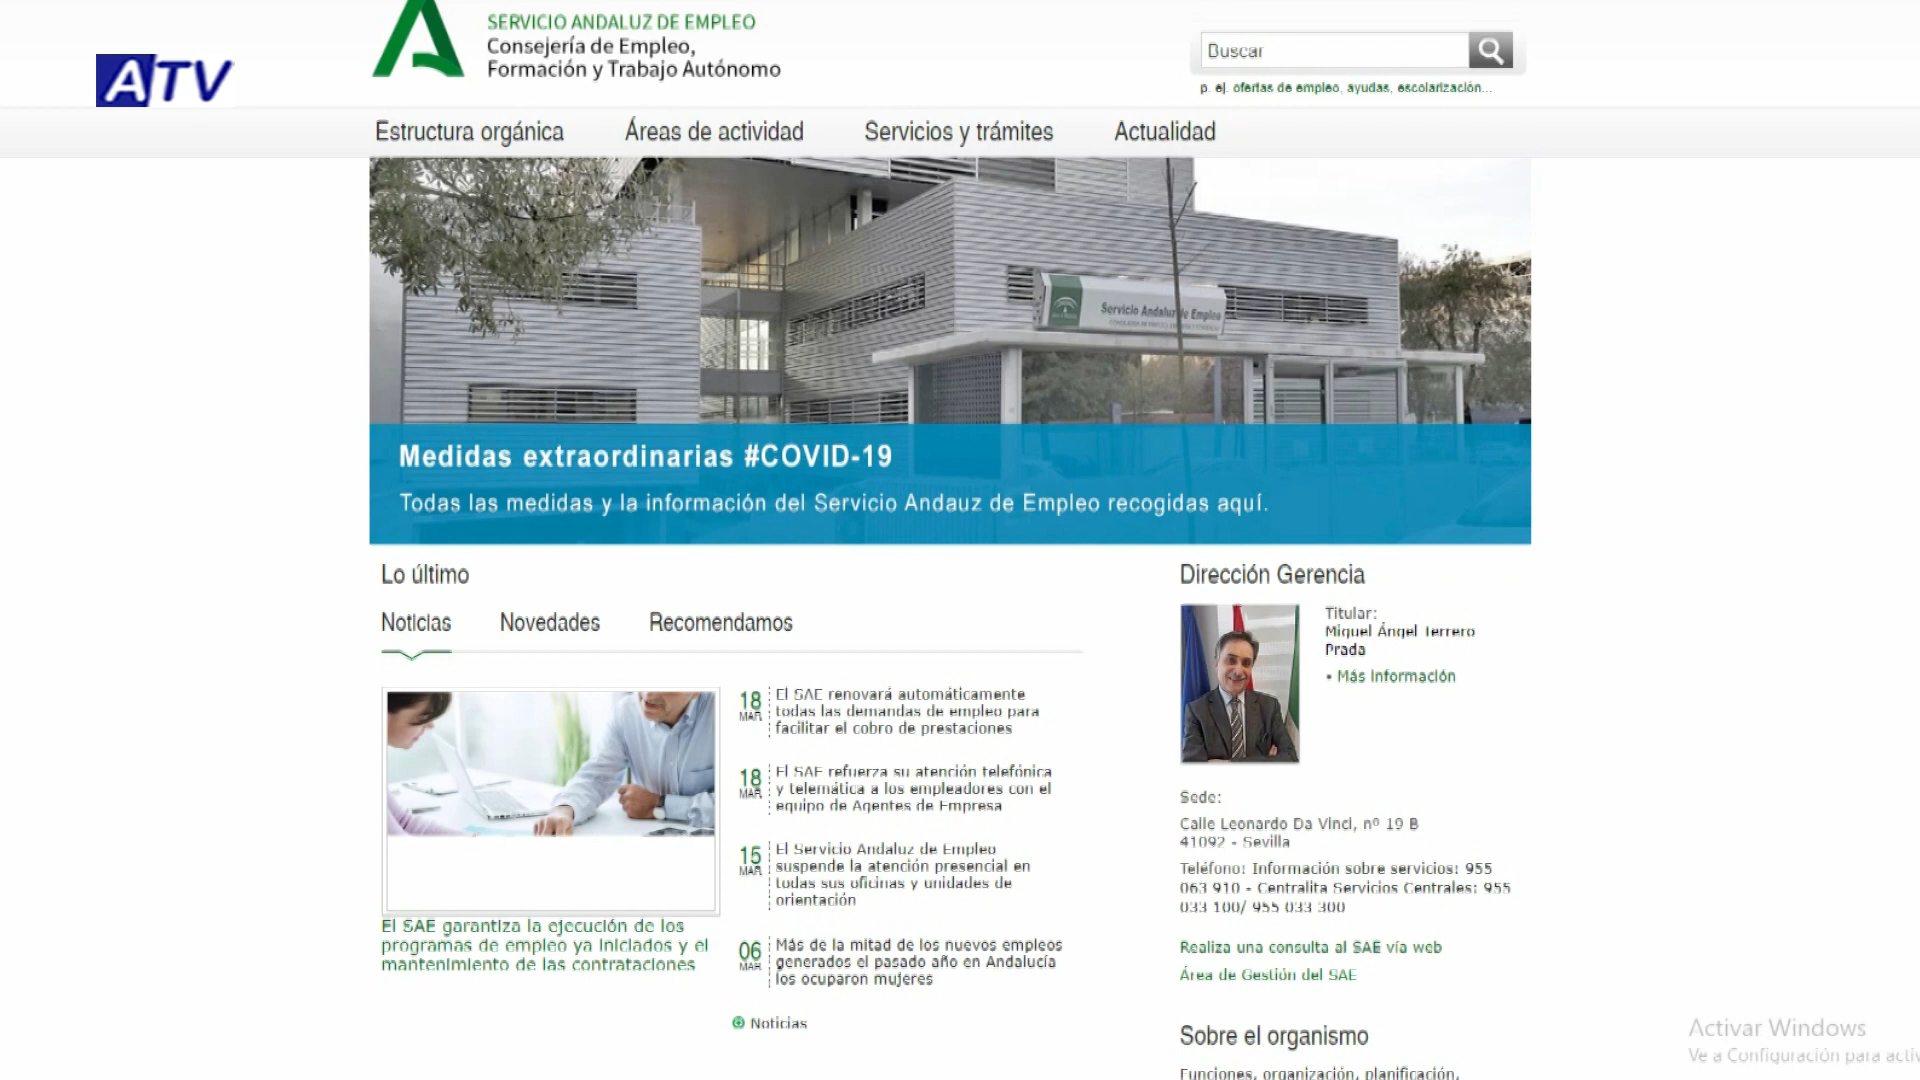 ATV
SERVICIO ANDALUZ DE EMPLEO
Consejería de Empleo,
Formación y Trabajo Autónomo
Buscar
p. ej. ofertas de empleo, ayudas, escolarización...
Estructura orgánica
Áreas de actividad
Servicios y trámites
Actualidad
Servicio Andaluz de Empleo
Medidas extraordinarias #COVID-19
Todas las medidas y la información del Servicio Andauz de Empleo recogidas aquí.
Lo último
Noticias
Novedades
Recomendamos
El SAE garantiza la ejecución de los
programas de empleo ya iniciados y el
mantenimiento de las contrataciones
18 MAR
El SAE renovará automáticamente
todas las demandas de empleo para
facilitar el cobro de prestaciones
18 MAR
El SAE refuerza su atención telefónica
y telemática a los empleadores con el
equipo de Agentes de Empresa
15 MAR
El Servicio Andaluz de Empleo
suspende la atención presencial en
todas sus oficinas y unidades de
orientación
06 MAR
Más de la mitad de los nuevos empleos
generados el pasado año en Andalucía
los ocuparon mujeres
Noticias
Dirección Gerencia
Titular:
Miguel Ángel Terrero
Prada
• Más información
Sede:
Calle Leonardo Da Vinci, nº 19 B
41092 - Sevilla
Teléfono: Información sobre servicios: 955
063 910 - Centralita Servicios Centrales: 955
033 100/ 955 033 300
Realiza una consulta al SAE vía web
Área de Gestión del SAE
Sobre el organismo
Funciones, organización, planificación,
Activar Windows
Ve a Configuración para activ